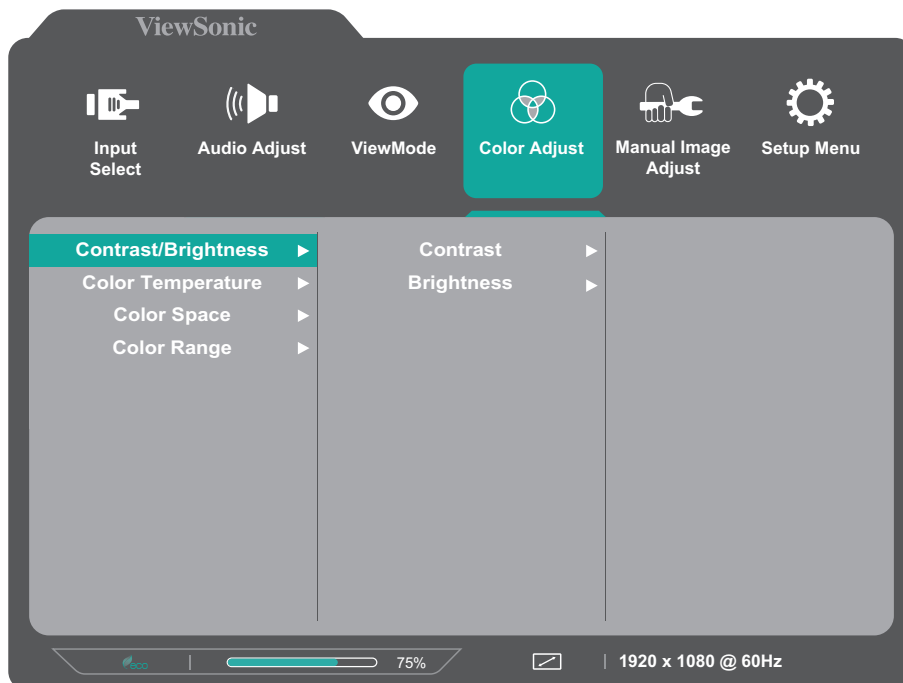 ViewSonic
Input
Select
Audio Adjust
ViewMode
Color Adjust
Manual Image
Adjust
Setup Menu
Contrast/Brightness
Color Temperature
Color Space
Color Range
Contrast
Brightness
eco
75%
1920 x 1080 @ 60Hz